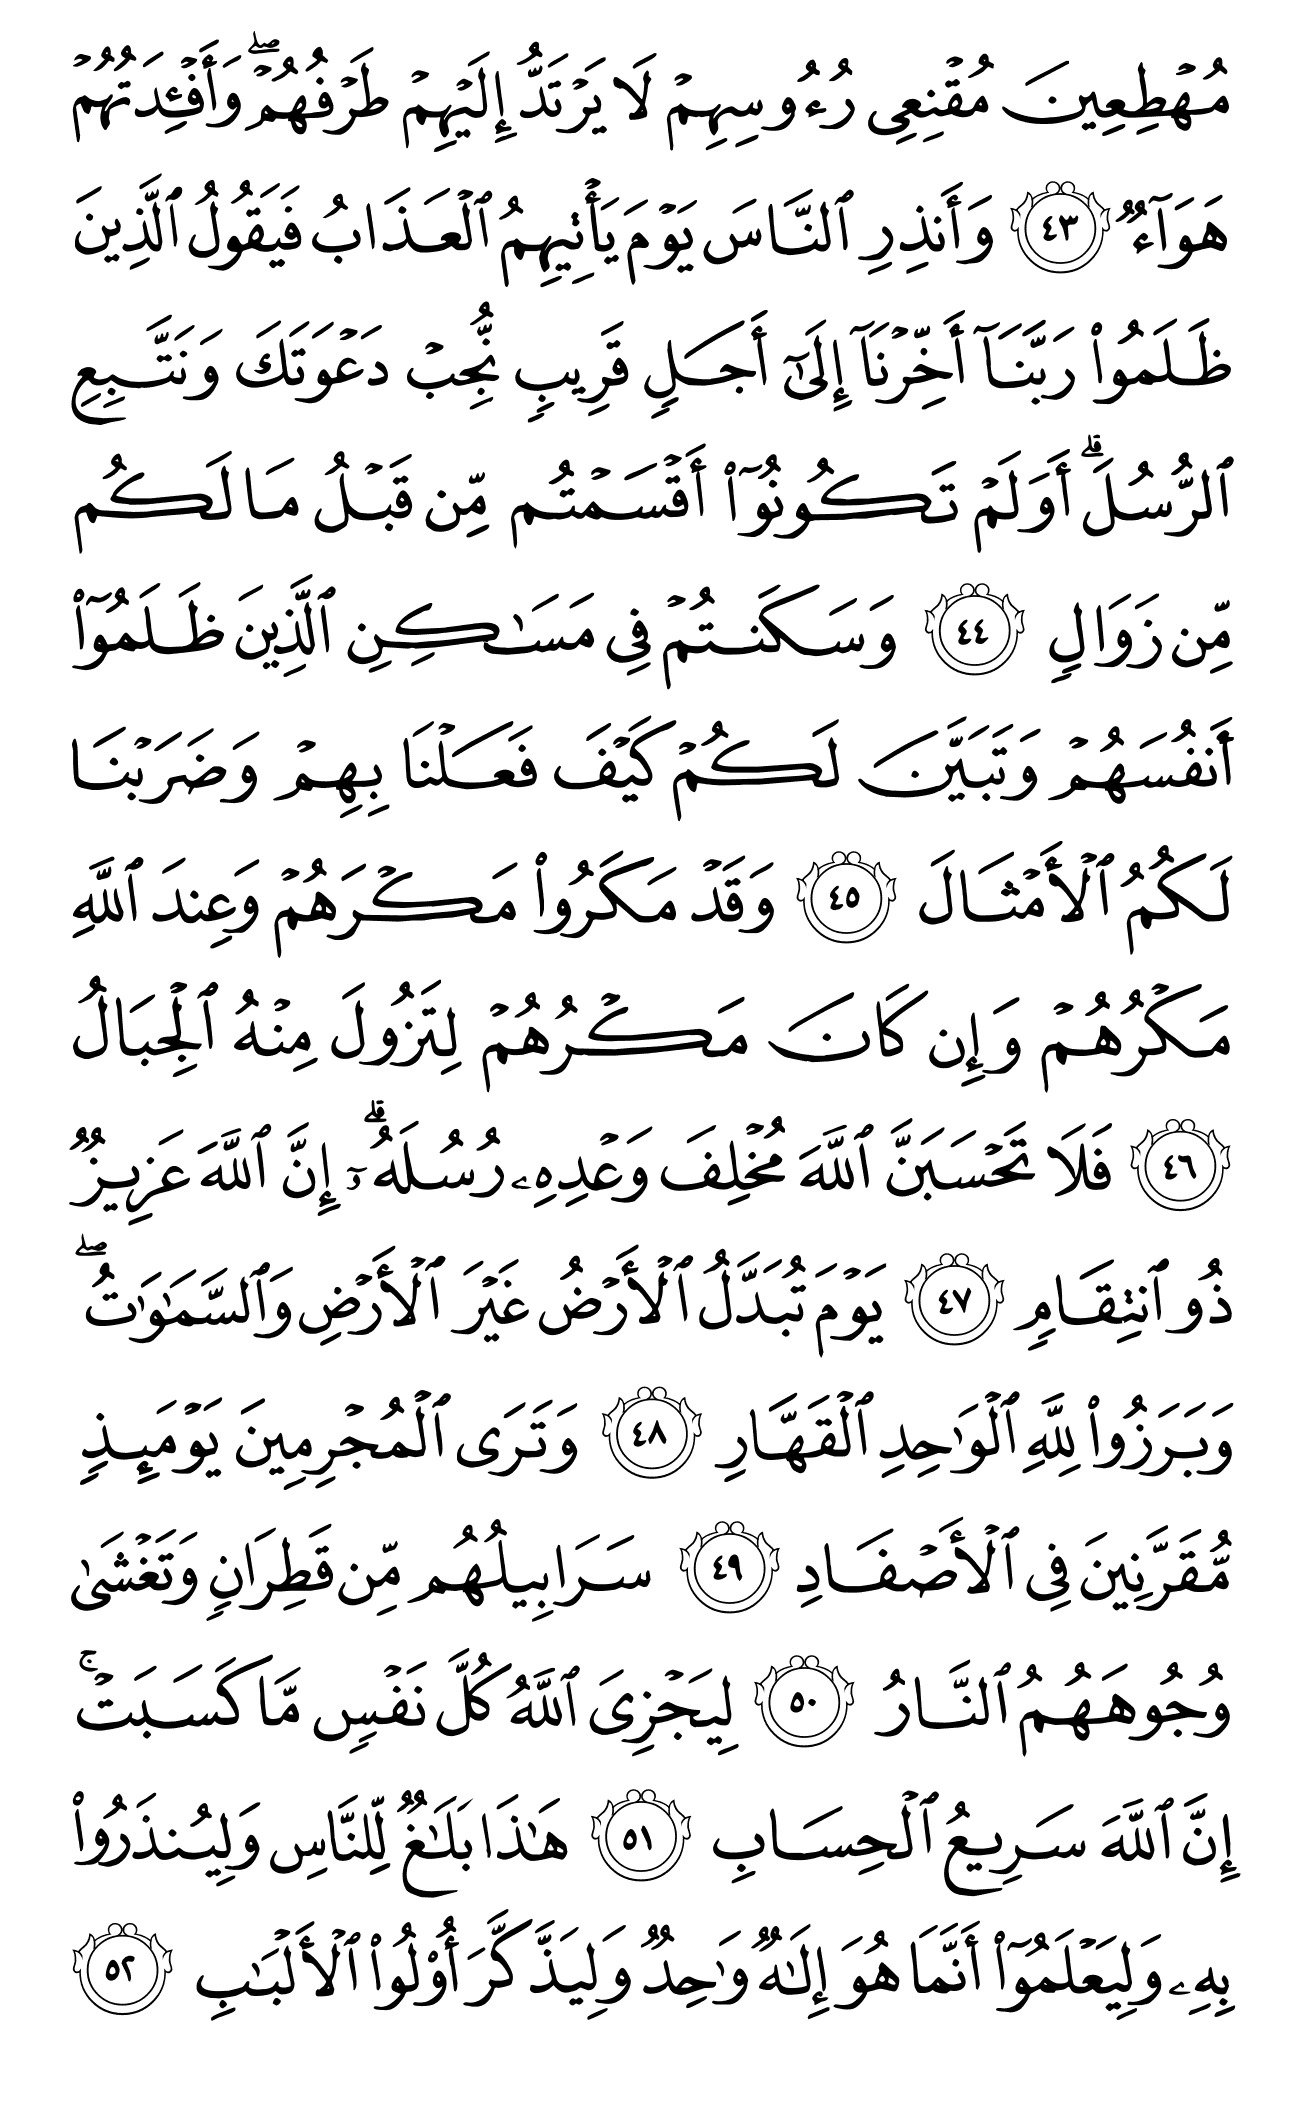 مُهْطِعِينَ مُقْنِعِى رُءُوسِهِمْ لَا يَرْتَدُّ إِلَيْهِمْ طَرْفُهُمْ ۖ وَأَفْـِٔدَتُهُمْ
هَوَآءٌ ٤٣ وَأَنذِرِ ٱلنَّاسَ يَوْمَ يَأْتِيهِمُ ٱلْعَذَابُ فَيَقُولُ ٱلَّذِينَ
ظَلَمُوا۟ رَبَّنَآ أَخِّرْنَآ إِلَىٰٓ أَجَلٍ قَرِيبٍ نُّجِبْ دَعْوَتَكَ وَنَتَّبِعِ
ٱلرُّسُلَ ۗ أَوَلَمْ تَكُونُوٓا۟ أَقْسَمْتُم مِّن قَبْلُ مَا لَكُم
مِّن زَوَالٍ ٤٤ وَسَكَنتُمْ فِى مَسَـٰكِنِ ٱلَّذِينَ ظَلَمُوٓا۟
أَنفُسَهُمْ وَتَبَيَّنَ لَكُمْ كَيْفَ فَعَلْنَا بِهِمْ وَضَرَبْنَا
لَكُمُ ٱلْأَمْثَالَ ٤٥ وَقَدْ مَكَرُوا۟ مَكْرَهُمْ وَعِندَ ٱللَّهِ
مَكْرُهُمْ وَإِن كَانَ مَكْرُهُمْ لِتَزُولَ مِنْهُ ٱلْجِبَالُ
٤٦ فَلَا تَحْسَبَنَّ ٱللَّهَ مُخْلِفَ وَعْدِهِۦ رُسُلَهُۥٓ ۗ إِنَّ ٱللَّهَ عَزِيزٌ
ذُو ٱنتِقَامٍ ٤٧ يَوْمَ تُبَدَّلُ ٱلْأَرْضُ غَيْرَ ٱلْأَرْضِ وَٱلسَّمَـٰوَٰتُ ۖ
وَبَرَزُوا۟ لِلَّهِ ٱلْوَٰحِدِ ٱلْقَهَّارِ ٤٨ وَتَرَى ٱلْمُجْرِمِينَ يَوْمَئِذٍ
مُّقَرَّنِينَ فِى ٱلْأَصْفَادِ ٤٩ سَرَابِيلُهُم مِّن قَطِرَانٍ وَتَغْشَىٰ
وُجُوهَهُمُ ٱلنَّارُ ٥٠ لِيَجْزِىَ ٱللَّهُ كُلَّ نَفْسٍ مَّا كَسَبَتْ ۚ
إِنَّ ٱللَّهَ سَرِيعُ ٱلْحِسَابِ ٥١ هَـٰذَا بَلَـٰغٌ لِّلنَّاسِ وَلِيُنذَرُوا۟
بِهِۦ وَلِيَعْلَمُوٓا۟ أَنَّمَا هُوَ إِلَـٰهٌ وَٰحِدٌ وَلِيَذَّكَّرَ أُو۟لُوا۟ ٱلْأَلْبَـٰبِ ٥٢